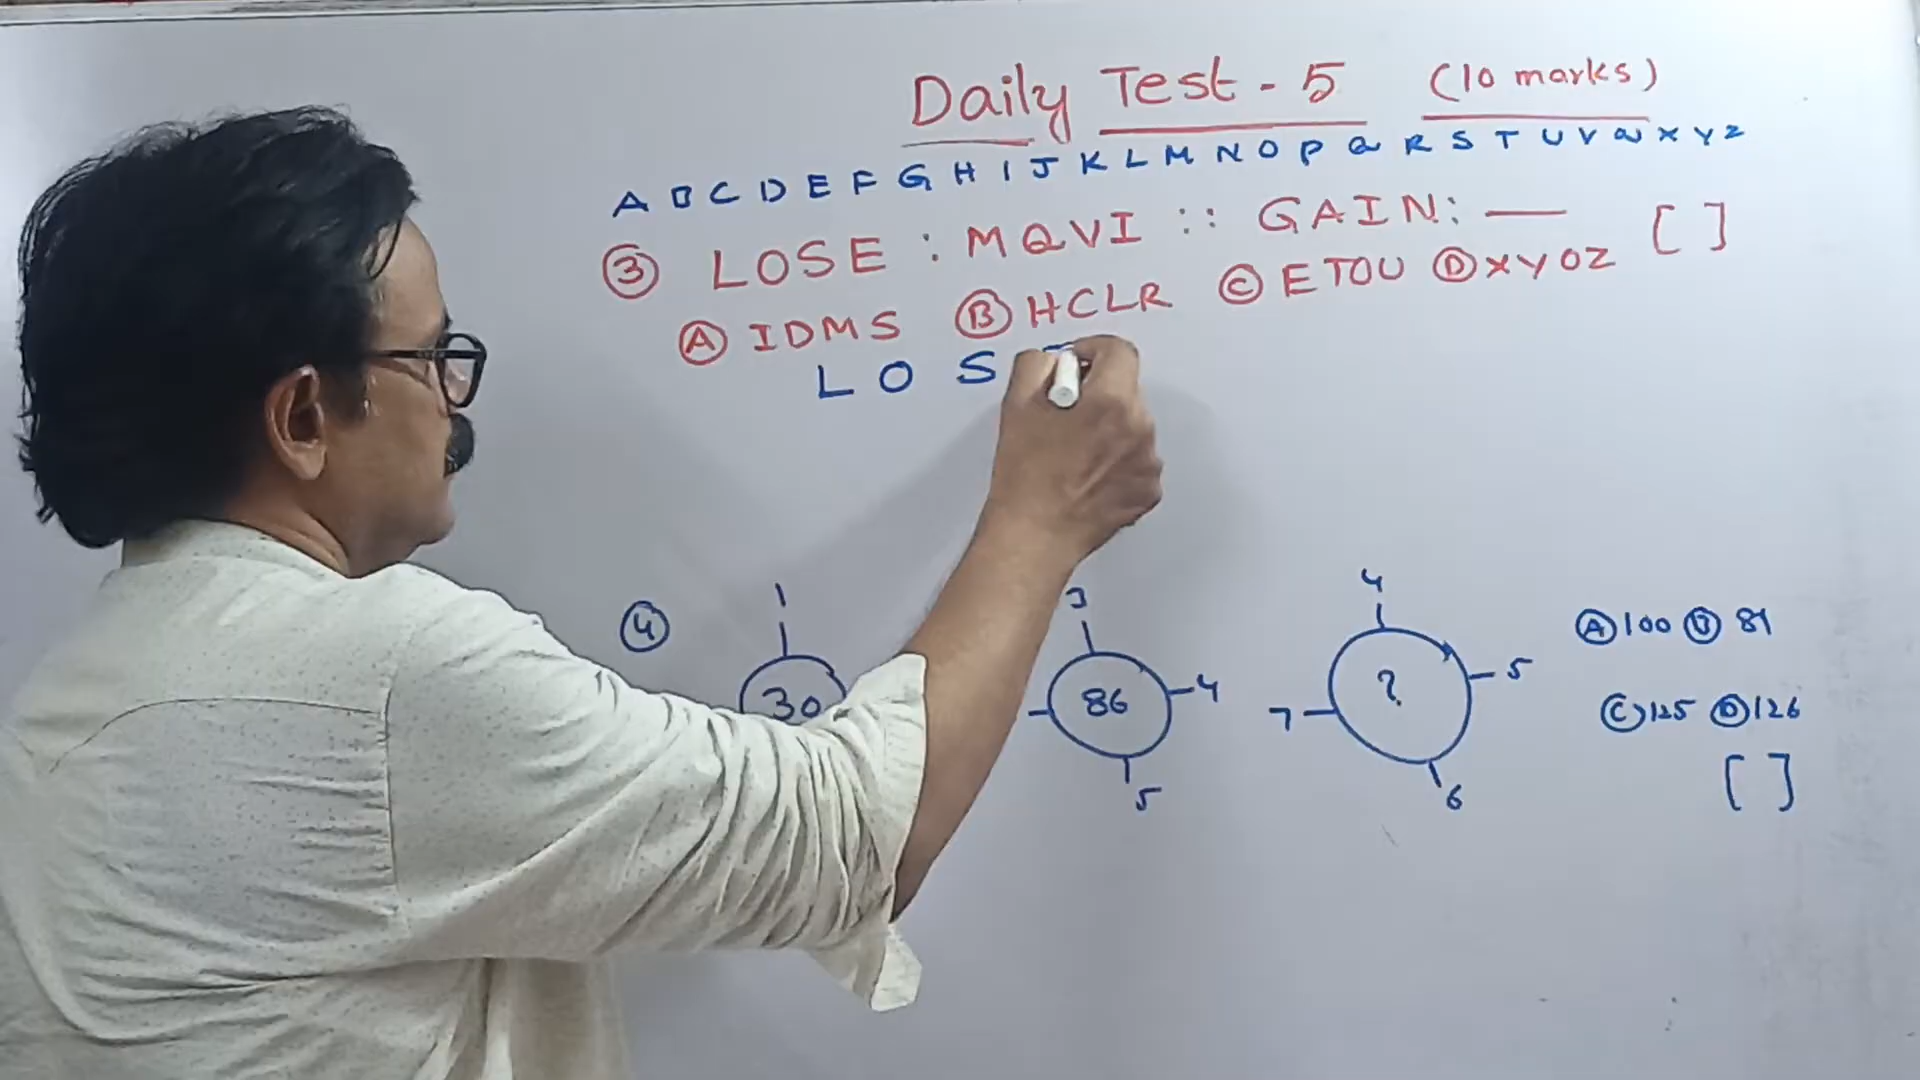 Daily Test - 5 (10 marks)
A B C D E F G H I J K L M N O P Q R S T U V W X Y Z
③ LOSE : MQVI :: GAIN: — [ ]
Ⓐ IDMS Ⓑ HCLR Ⓒ ETOU Ⓓ XYOZ
L O S
④ 1 30
3 86 4 5
4 7 ? 5 6
Ⓐ 100 Ⓑ 81
Ⓒ 125 Ⓓ 126
[ ]